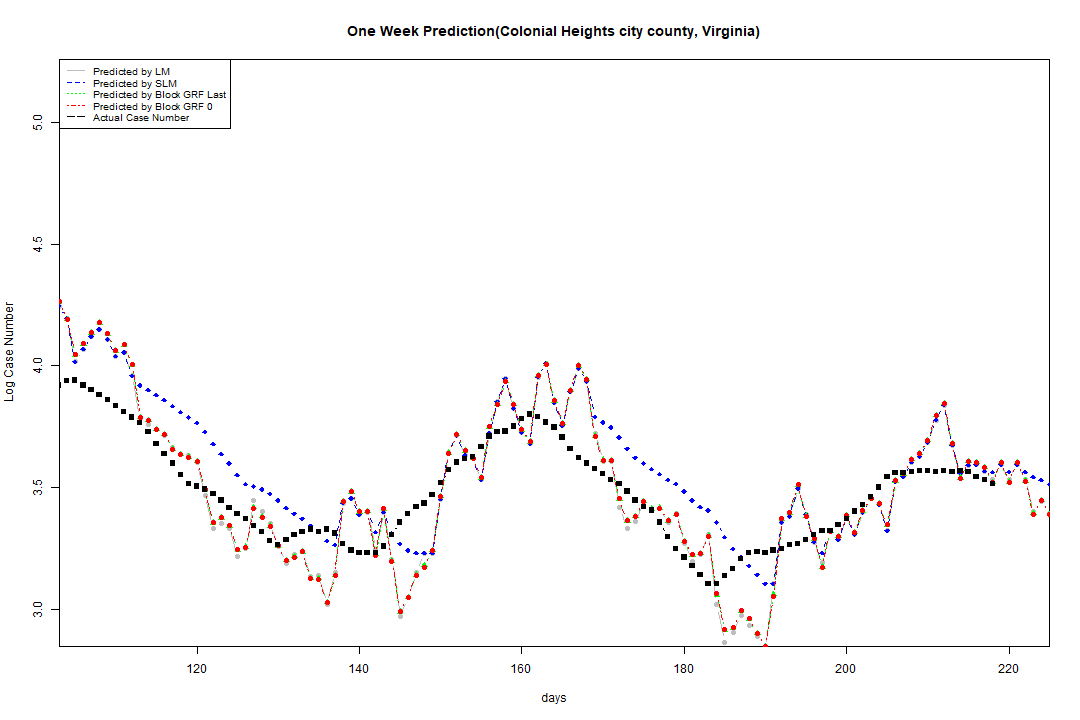 One Week Prediction(Colonial Heights city county, Virginia)
Predicted by LM
Predicted by SLM
Predicted by Block GRF Last
Predicted by Block GRF 0
Actual Case Number
5.0
4.5
4.0
3.5
3.0
Log Case Number
120 140 160 180 200 220
days